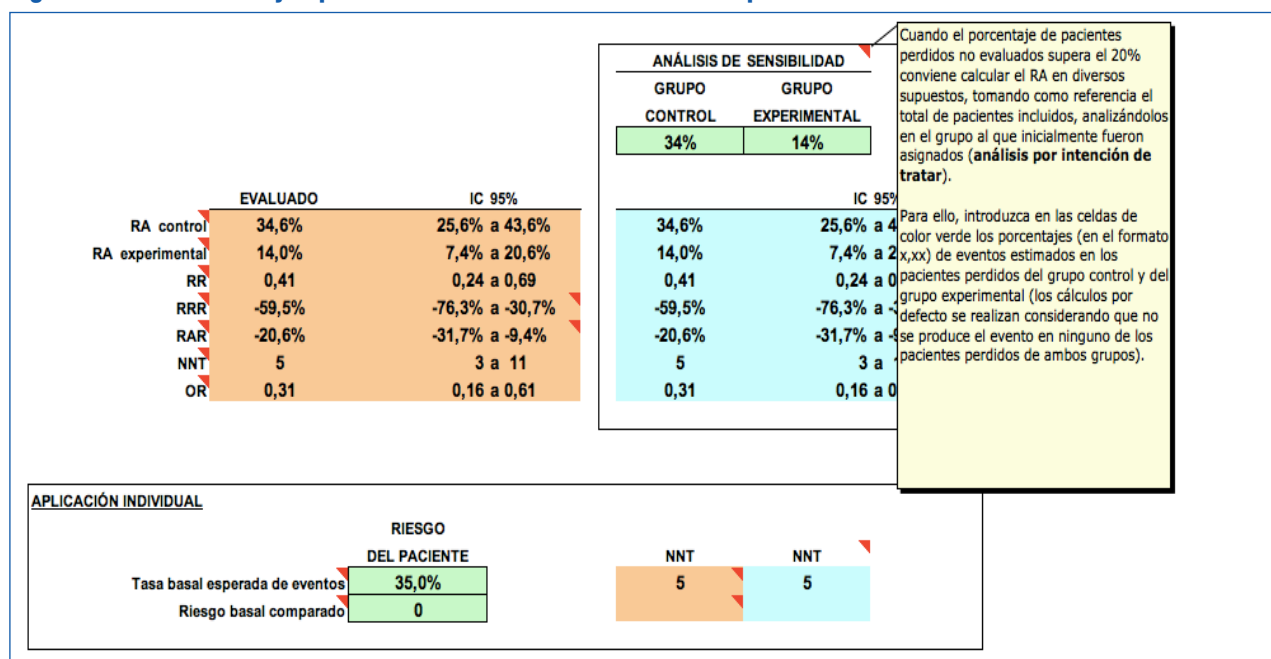 ANÁLISIS DE SENSIBILIDAD
GRUPO GRUPO
CONTROL EXPERIMENTAL
34% 14%
Cuando el porcentaje de pacientes
perdidos no evaluados supera el 20%
conviene calcular el RA en diversos
supuestos, tomando como referencia el
total de pacientes incluidos, analizándolos
en el grupo al que inicialmente fueron
asignados (análisis por intención de
tratar).
Para ello, introduzca en las celdas de
color verde los porcentajes (en el formato
x,xx) de eventos estimados en los
pacientes perdidos del grupo control y del
grupo experimental (los cálculos por
defecto se realizan considerando que no
se produce el evento en ninguno de los
pacientes perdidos de ambos grupos).
EVALUADO IC 95% IC 95%
RA control 34,6% 25,6% a 43,6% 34,6% 25,6% a 4
RA experimental 14,0% 7,4% a 20,6% 14,0% 7,4% a 2
RR 0,41 0,24 a 0,69 0,41 0,24 a 0
RRR -59,5% -76,3% a -30,7% -59,5% -76,3% a -
RAR -20,6% -31,7% a -9,4% -20,6% -31,7% a -
NNT 5 3 a 11 5 3 a
OR 0,31 0,16 a 0,61 0,31 0,16 a 0
APLICACIÓN INDIVIDUAL
RIESGO
DEL PACIENTE NNT NNT
Tasa basal esperada de eventos 35,0% 5 5
Riesgo basal comparado 0